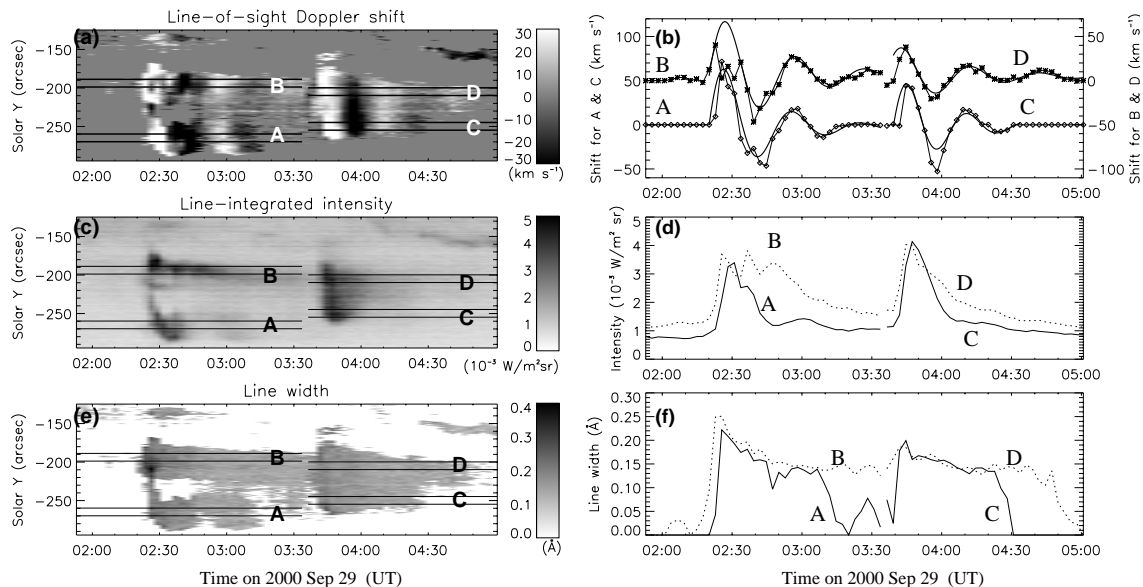 Line-of-sight Doppler shift
(a)
Solar Y (arcsec)
-150
-200
-250
B
D
A
C
30
20
10
0
-10
-20
-30
(km s⁻¹)
02:00 02:30 03:00 03:30 04:00 04:30
(b)
Shift for A & C (km s⁻¹)
100
50
0
-50
B
D
A
C
50
0
-50
-100
Shift for B & D (km s⁻¹)
02:00 02:30 03:00 03:30 04:00 04:30 05:00
Line-integrated intensity
(c)
Solar Y (arcsec)
-150
-200
-250
B
D
A
C
5
4
3
2
1
0
(10⁻³ W/m²sr)
02:00 02:30 03:00 03:30 04:00 04:30
(d)
Intensity (10⁻³ W/m² sr)
5
4
3
2
1
0
B
A
D
C
02:00 02:30 03:00 03:30 04:00 04:30 05:00
Line width
(e)
Solar Y (arcsec)
-150
-200
-250
B
D
A
C
0.4
0.3
0.2
0.1
0.0
(Å)
02:00 02:30 03:00 03:30 04:00 04:30
Time on 2000 Sep 29 (UT)
(f)
Line width (Å)
0.30
0.25
0.20
0.15
0.10
0.05
0.00
B
D
A
C
02:00 02:30 03:00 03:30 04:00 04:30 05:00
Time on 2000 Sep 29 (UT)